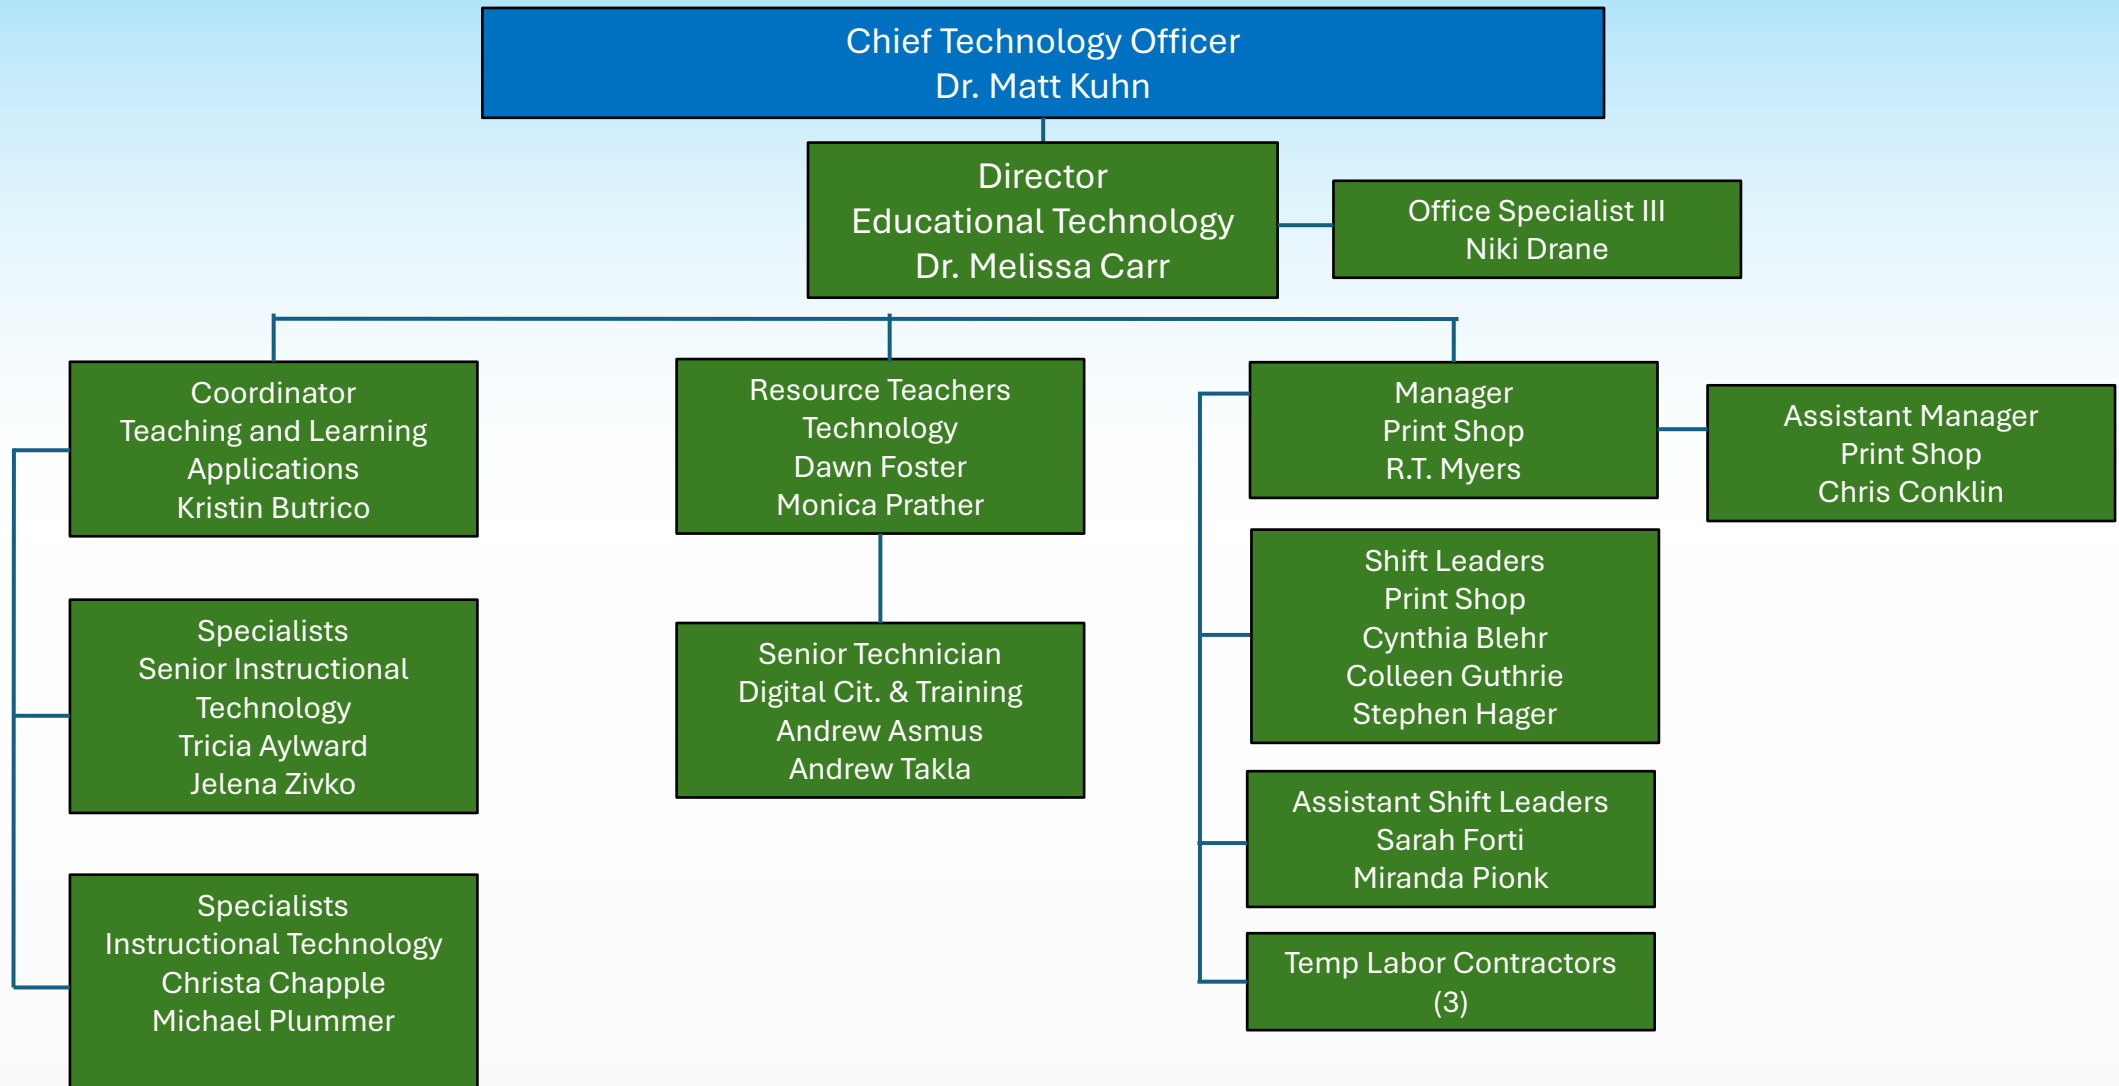 Chief Technology Officer
Dr. Matt Kuhn
Director
Educational Technology
Dr. Melissa Carr
Office Specialist III
Niki Drane
Coordinator
Teaching and Learning
Applications
Kristin Butrico
Specialists
Senior Instructional
Technology
Tricia Aylward
Jelena Zivko
Specialists
Instructional Technology
Christa Chapple
Michael Plummer
Resource Teachers
Technology
Dawn Foster
Monica Prather
Senior Technician
Digital Cit. & Training
Andrew Asmus
Andrew Takla
Manager
Print Shop
R.T. Myers
Assistant Manager
Print Shop
Chris Conklin
Shift Leaders
Print Shop
Cynthia Blehr
Colleen Guthrie
Stephen Hager
Assistant Shift Leaders
Sarah Forti
Miranda Pionk
Temp Labor Contractors
(3)